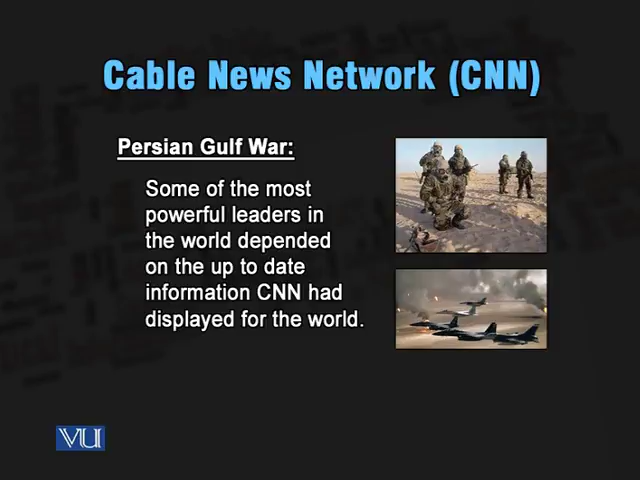 Cable News Network (CNN)
Persian Gulf War:
Some of the most
powerful leaders in
the world depended
on the up to date
information CNN had
displayed for the world.
VU